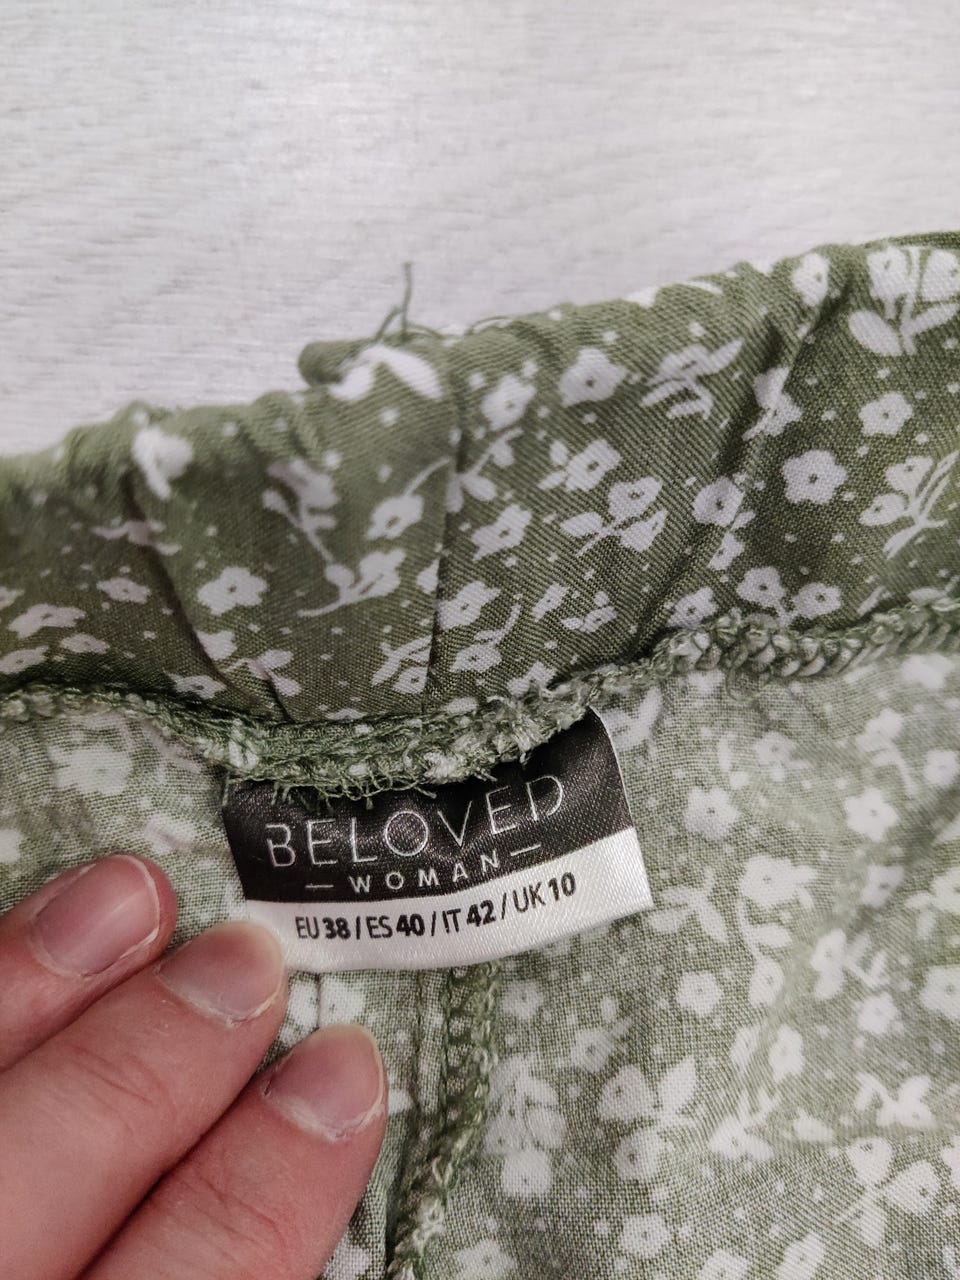 BELOVED
— WOMAN —
EU 38 / ES 40 / IT 42 / UK 10